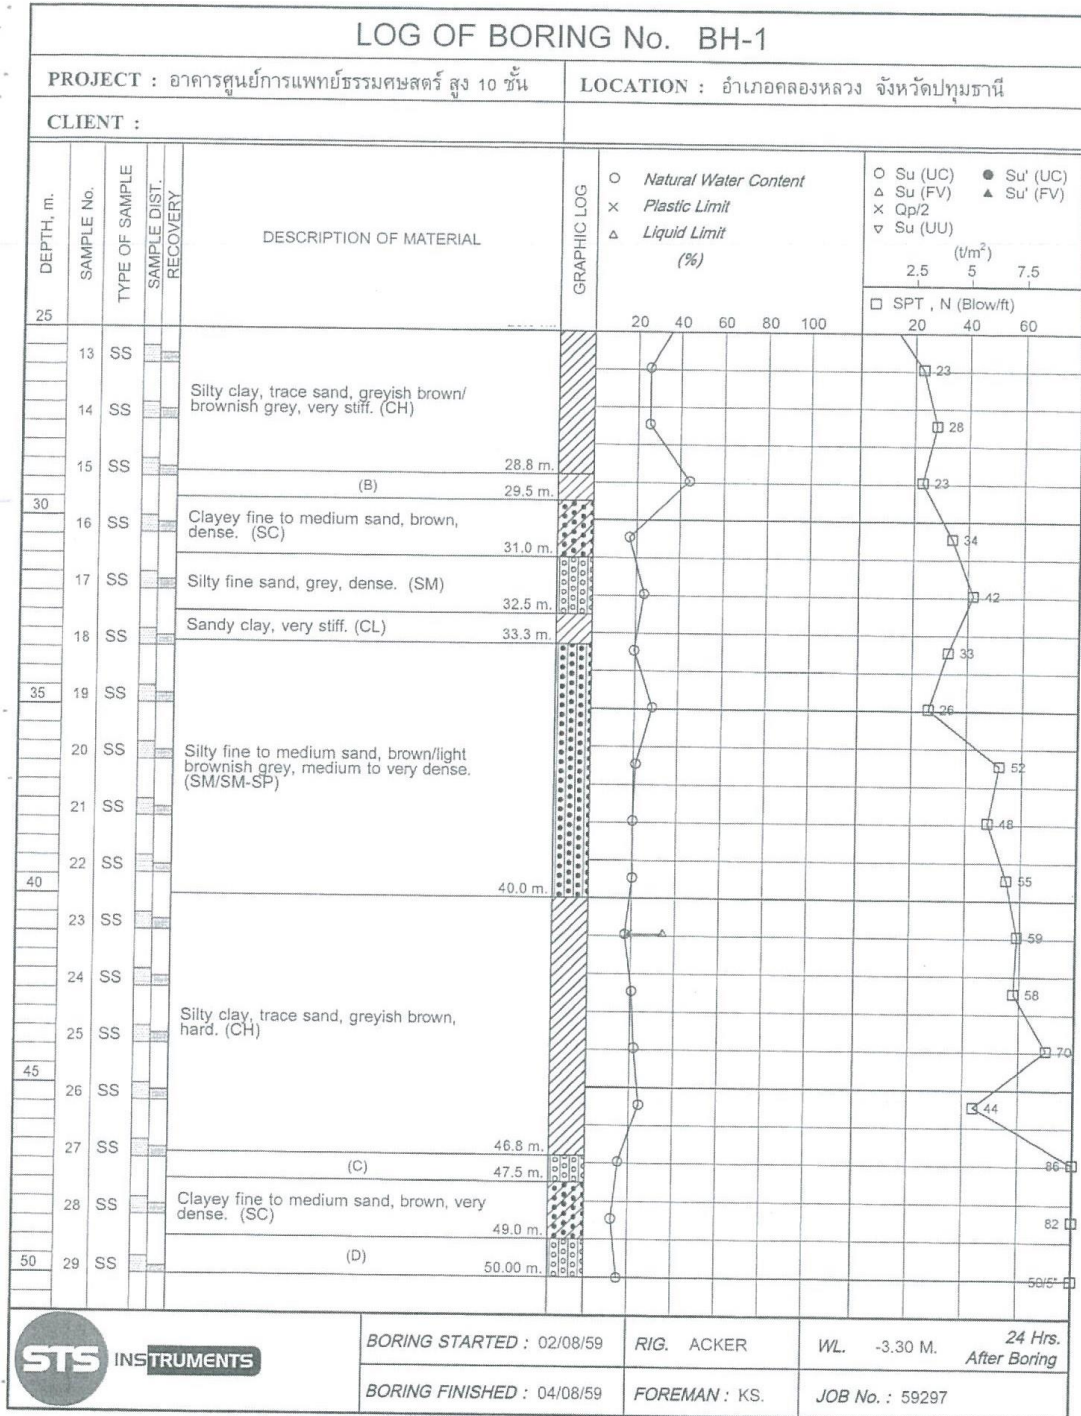 LOG OF BORING No. BH-1
PROJECT : อาคารศูนย์การแพทย์ธรรมศษสตร์ สูง 10 ชั้น
LOCATION : อำเภอคลองหลวง จังหวัดปทุมธานี
CLIENT :
DEPTH, m.
SAMPLE No.
TYPE OF SAMPLE
SAMPLE DIST.
RECOVERY
DESCRIPTION OF MATERIAL
GRAPHIC LOG
○ Natural Water Content
× Plastic Limit
△ Liquid Limit
(%)
20 40 60 80 100
○ Su (UC) ● Su' (UC)
△ Su (FV) ▲ Su' (FV)
× Qp/2
▽ Su (UU)
(t/m²)
2.5 5 7.5
□ SPT , N (Blow/ft)
20 40 60
25
13 SS
23
Silty clay, trace sand, greyish brown/
brownish grey, very stiff. (CH)
14 SS
28
15 SS
28.8 m.
23
(B)
29.5 m.
30
16 SS
Clayey fine to medium sand, brown,
dense. (SC)
31.0 m.
34
17 SS
Silty fine sand, grey, dense. (SM)
32.5 m.
42
18 SS
Sandy clay, very stiff. (CL)
33.3 m.
33
35
19 SS
26
20 SS
Silty fine to medium sand, brown/light
brownish grey, medium to very dense.
(SM/SM-SP)
52
21 SS
48
22 SS
55
40
40.0 m.
23 SS
59
24 SS
58
Silty clay, trace sand, greyish brown,
hard. (CH)
25 SS
70
45
26 SS
44
27 SS
46.8 m.
86
(C)
47.5 m.
28 SS
Clayey fine to medium sand, brown, very
dense. (SC)
49.0 m.
82
50
29 SS
(D)
50.00 m.
50/5"
STS INSTRUMENTS
BORING STARTED : 02/08/59
RIG. ACKER
WL. -3.30 M.
24 Hrs.
After Boring
BORING FINISHED : 04/08/59
FOREMAN : KS.
JOB No. : 59297